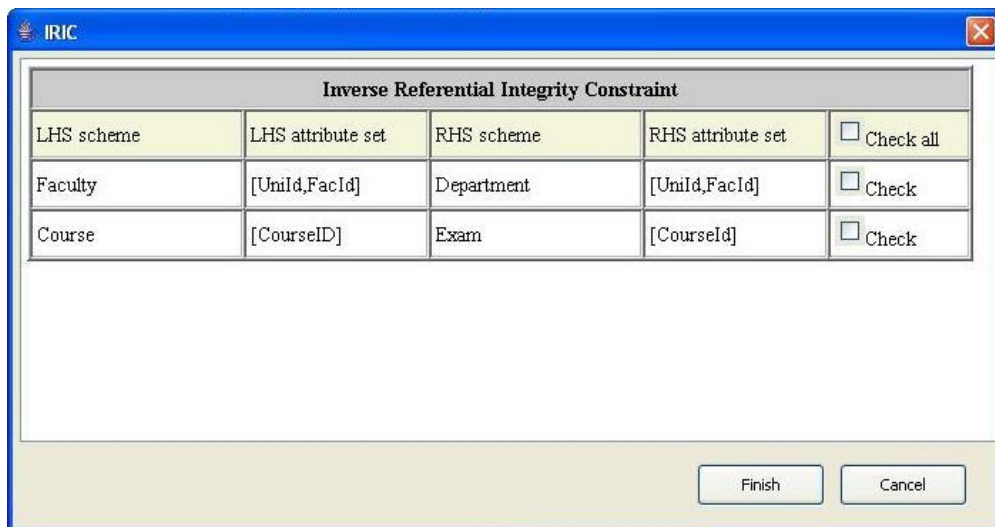 IRIC
Inverse Referential Integrity Constraint
LHS scheme LHS attribute set RHS scheme RHS attribute set Check all
Faculty [UniId,FacId] Department [UniId,FacId] Check
Course [CourseID] Exam [CourseId] Check
Finish Cancel